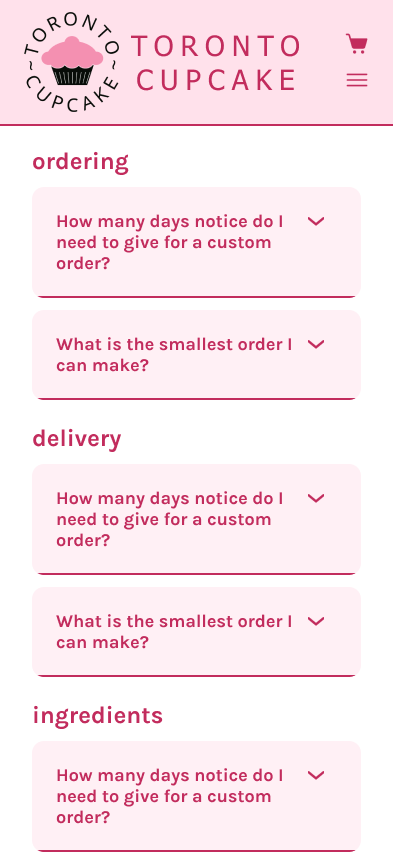 ~TORONTO~
CUPCAKE
TORONTO
CUPCAKE
ordering
How many days notice do I
need to give for a custom
order?
What is the smallest order I
can make?
delivery
How many days notice do I
need to give for a custom
order?
What is the smallest order I
can make?
ingredients
How many days notice do I
need to give for a custom
order?